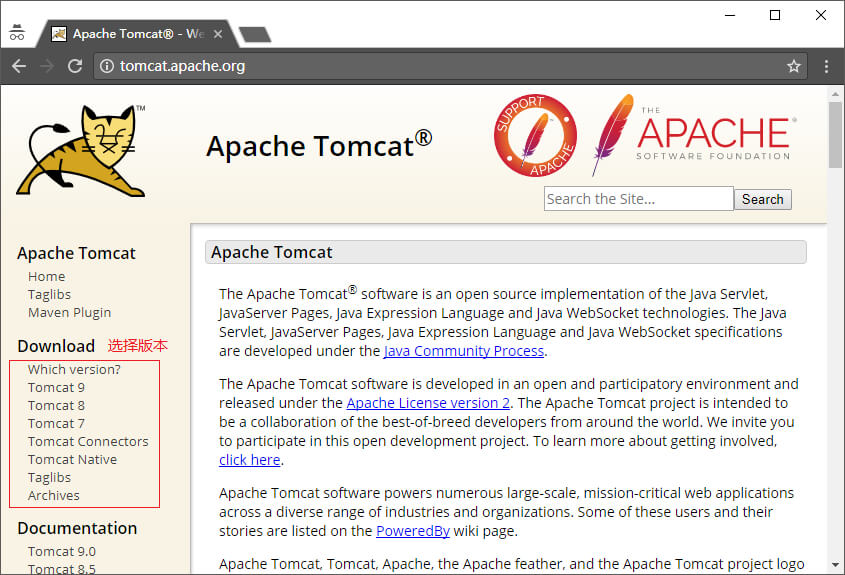 Apache Tomcat® - We
tomcat.apache.org
TM
Apache Tomcat®
SUPPORT APACHE
THE
APACHE®
SOFTWARE FOUNDATION
Search the Site...
Search
Apache Tomcat
Home
Taglibs
Maven Plugin
Download 选择版本
Which version?
Tomcat 9
Tomcat 8
Tomcat 7
Tomcat Connectors
Tomcat Native
Taglibs
Archives
Documentation
Tomcat 9.0
Tomcat 8.5
Apache Tomcat
The Apache Tomcat® software is an open source implementation of the Java Servlet,
JavaServer Pages, Java Expression Language and Java WebSocket technologies. The Java
Servlet, JavaServer Pages, Java Expression Language and Java WebSocket specifications
are developed under the Java Community Process.
The Apache Tomcat software is developed in an open and participatory environment and
released under the Apache License version 2. The Apache Tomcat project is intended to
be a collaboration of the best-of-breed developers from around the world. We invite you
to participate in this open development project. To learn more about getting involved,
click here.
Apache Tomcat software powers numerous large-scale, mission-critical web applications
across a diverse range of industries and organizations. Some of these users and their
stories are listed on the PoweredBy wiki page.
Apache Tomcat, Tomcat, Apache, the Apache feather, and the Apache Tomcat project logo